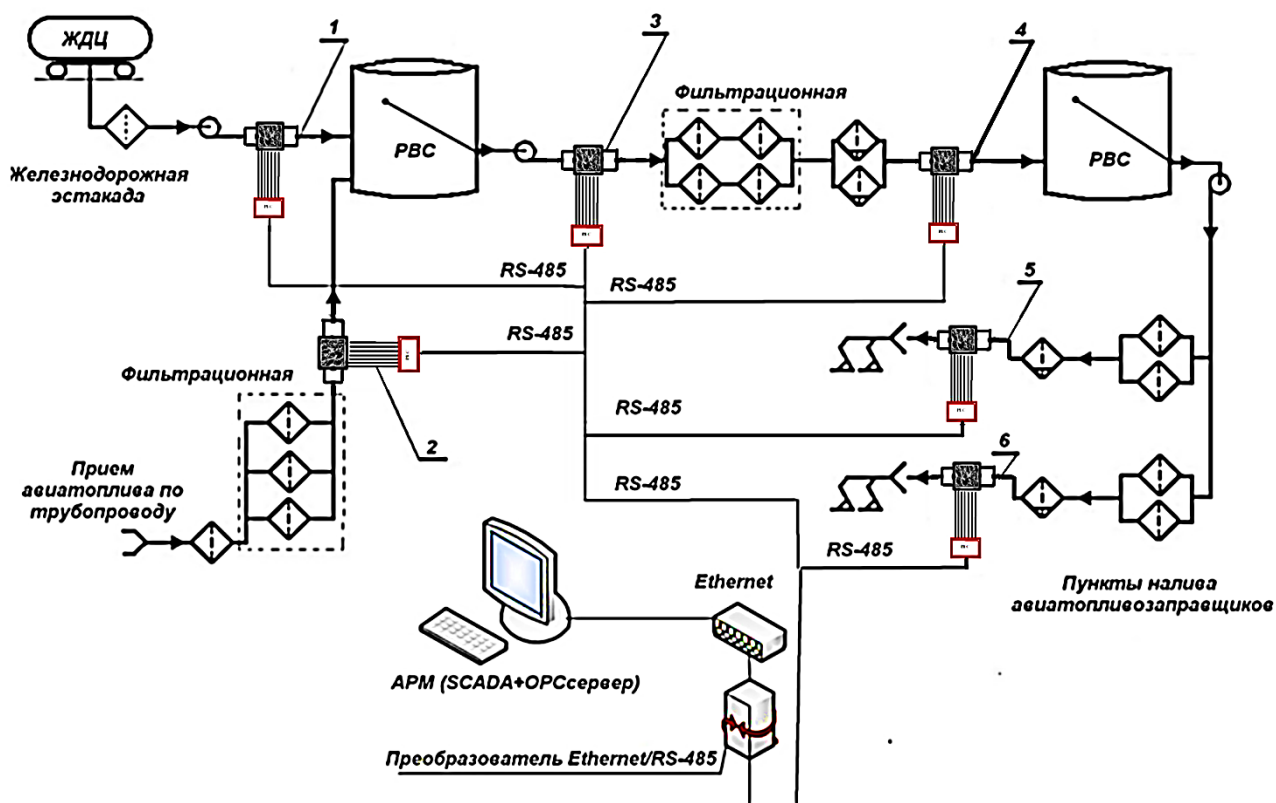 ЖДЦ
1
3
4
Фильтрационная
РВС
РВС
Железнодорожная
эстакада
RS-485
RS-485
5
RS-485
Фильтрационная
2
RS-485
6
Прием
авиатоплива по
трубопроводу
RS-485
RS-485
Ethernet
Пункты налива
авиатопливозаправщиков
АРМ (SCADA+OPCсервер)
Преобразователь Ethernet/RS-485